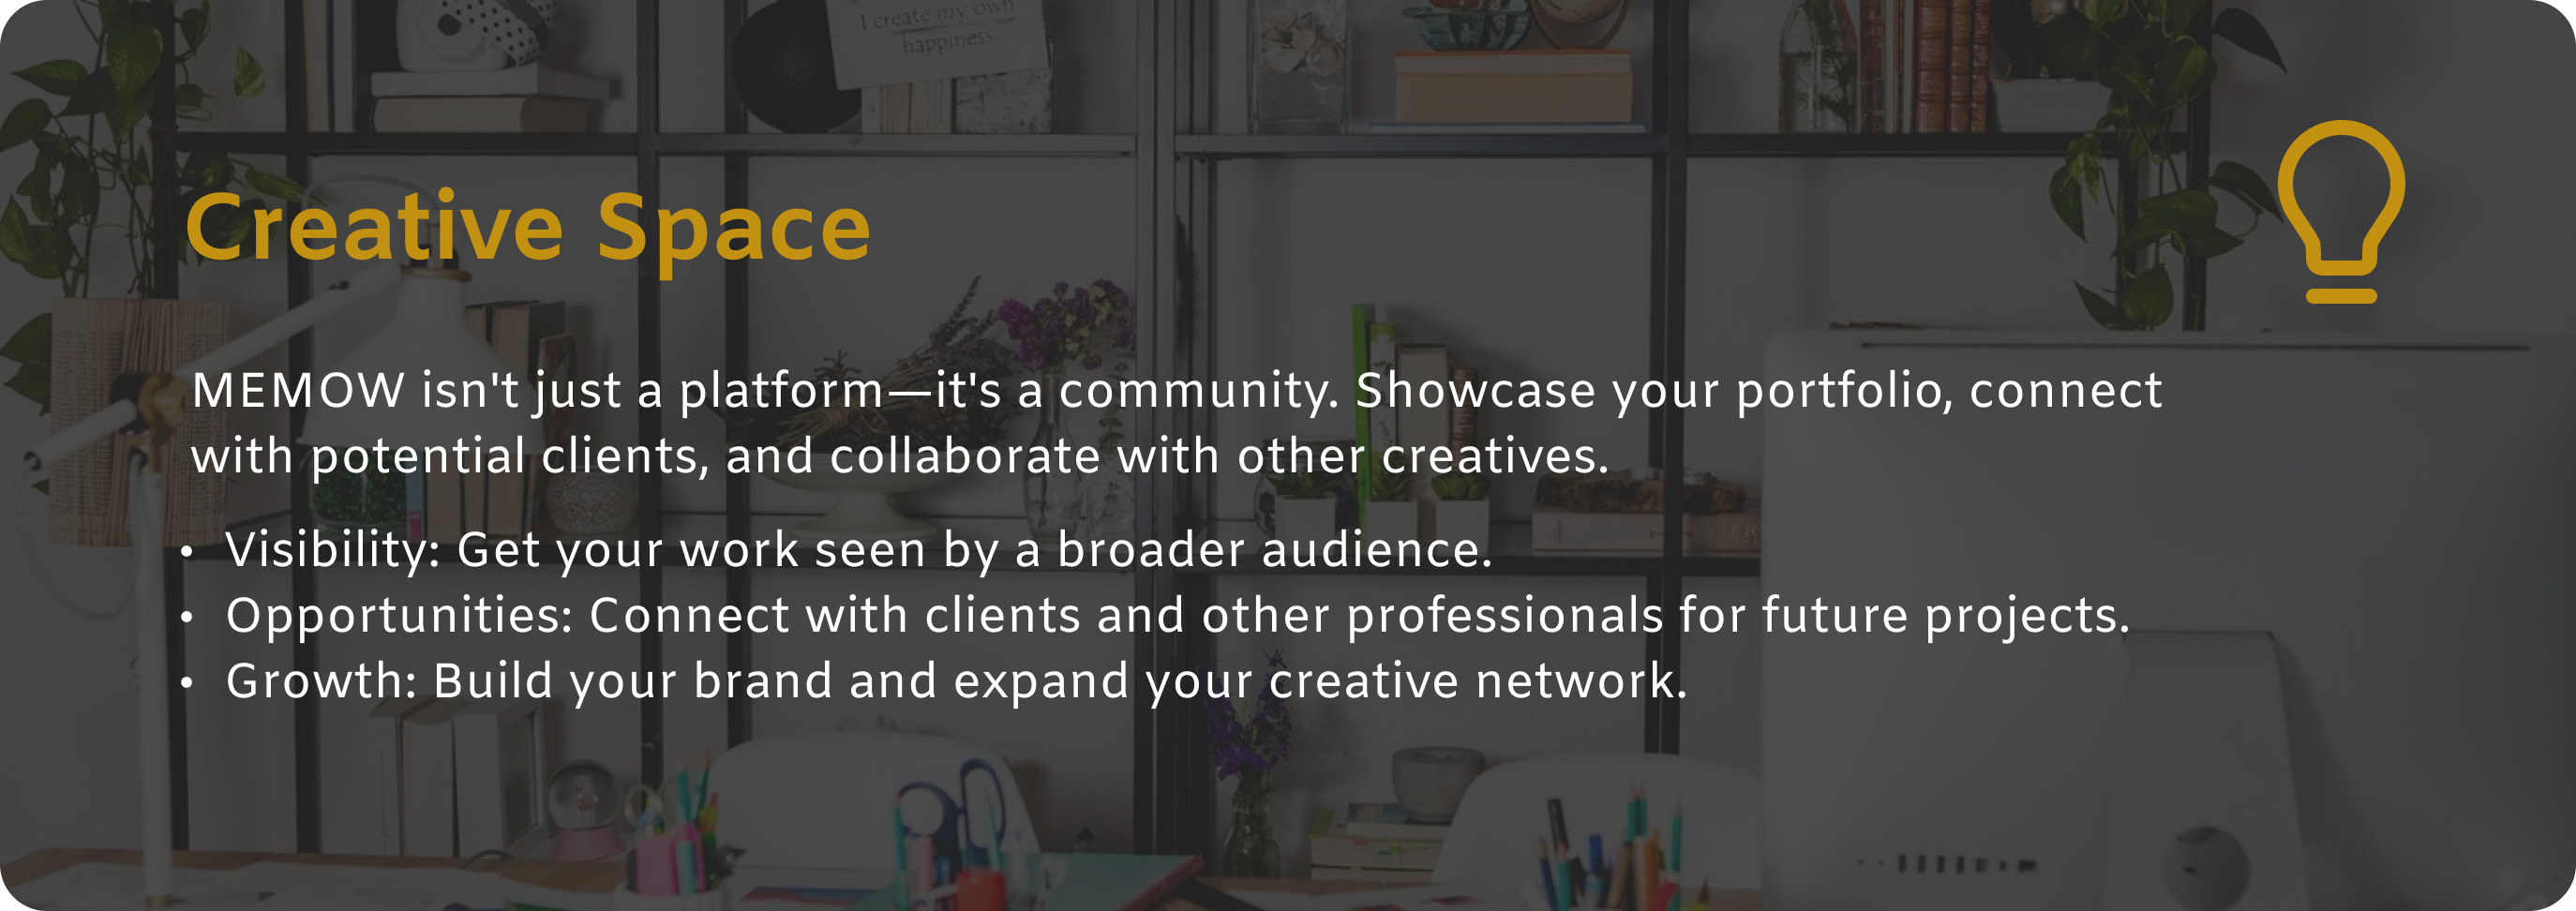 I create my own
happiness
Creative Space
MEMOW isn't just a platform—it's a community. Showcase your portfolio, connect
with potential clients, and collaborate with other creatives.
• Visibility: Get your work seen by a broader audience.
• Opportunities: Connect with clients and other professionals for future projects.
• Growth: Build your brand and expand your creative network.